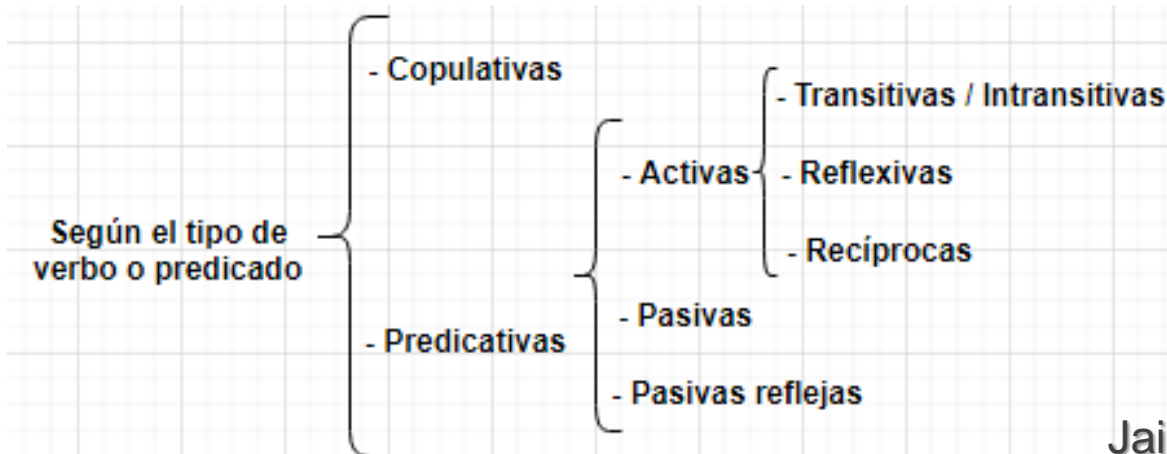 Según el tipo de
verbo o predicado
- Copulativas
- Predicativas
- Activas
- Transitivas / Intransitivas
- Reflexivas
- Recíprocas
- Pasivas
- Pasivas reflejas
Jai